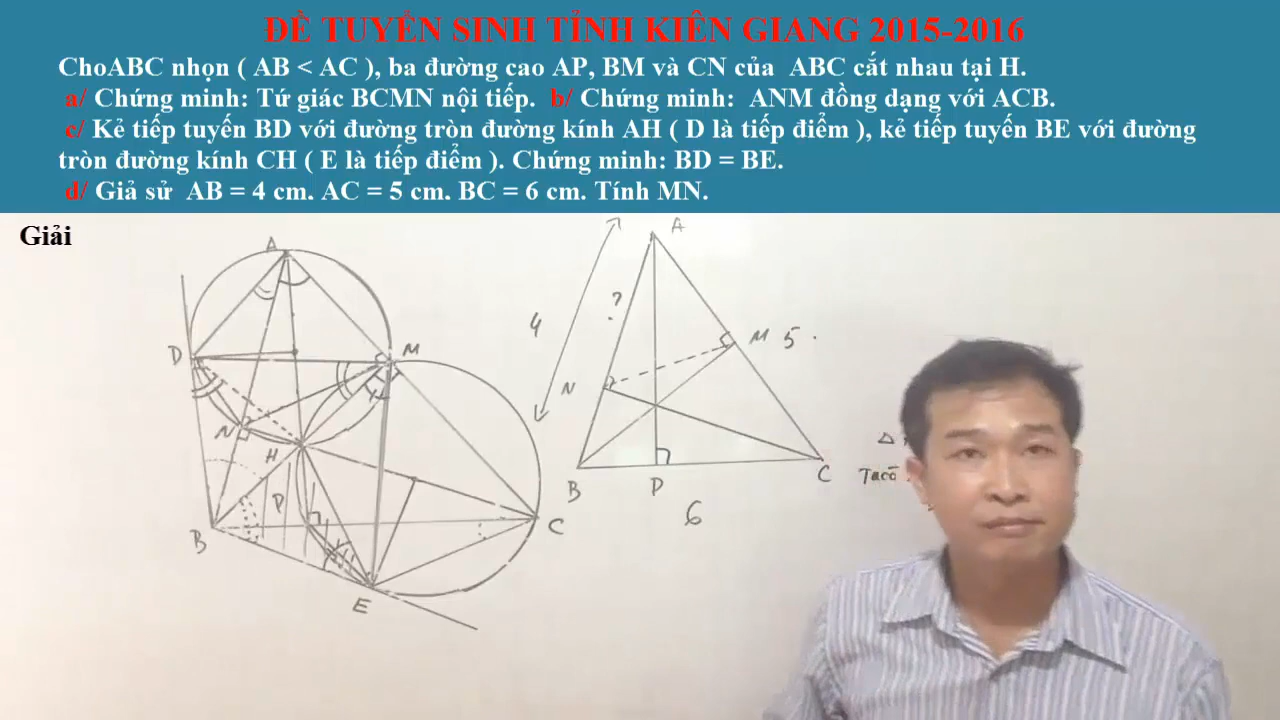 ĐỀ TUYỂN SINH TỈNH KIÊN GIANG 2015-2016
ChoABC nhọn ( AB < AC ), ba đường cao AP, BM và CN của ABC cắt nhau tại H.
a/ Chứng minh: Tứ giác BCMN nội tiếp. b/ Chứng minh: ANM đồng dạng với ACB.
c/ Kẻ tiếp tuyến BD với đường tròn đường kính AH ( D là tiếp điểm ), kẻ tiếp tuyến BE với đường
tròn đường kính CH ( E là tiếp điểm ). Chứng minh: BD = BE.
d/ Giả sử AB = 4 cm. AC = 5 cm. BC = 6 cm. Tính MN.
Giải
A
D
M
N
H
P
B
C
E
A
?
4
M 5
N
B
P
C
6
Δ
Ta có